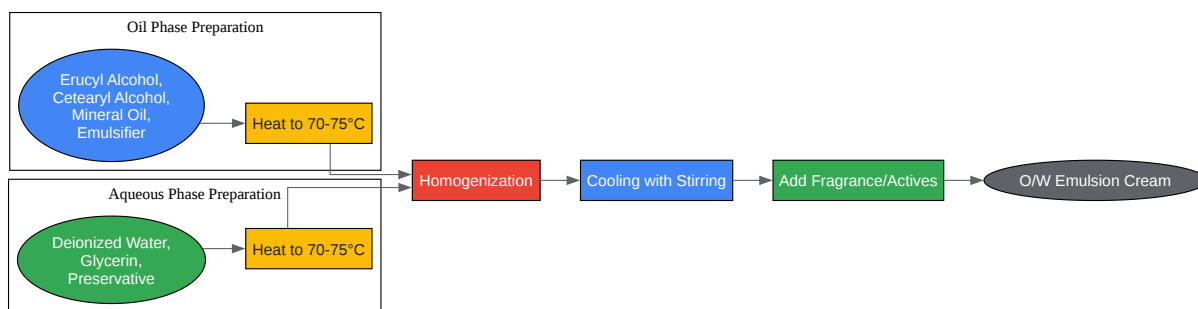 Oil Phase Preparation
Erucyl Alcohol,
Cetearyl Alcohol,
Mineral Oil,
Emulsifier
Heat to 70-75°C
Aqueous Phase Preparation
Deionized Water,
Glycerin,
Preservative
Heat to 70-75°C
Homogenization
Cooling with Stirring
Add Fragrance/Actives
O/W Emulsion Cream